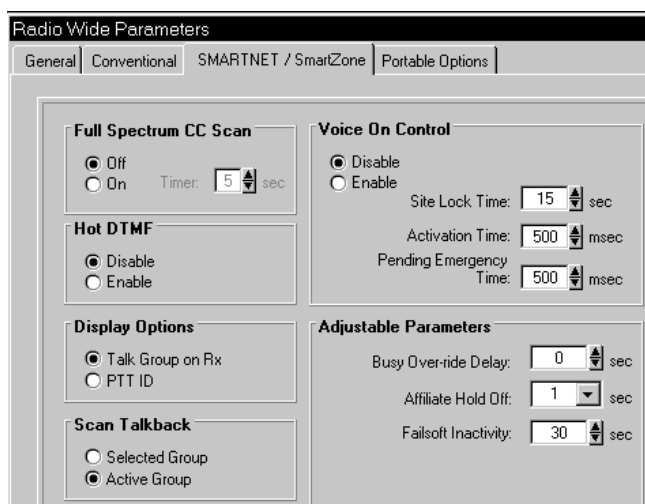 Radio Wide Parameters
General Conventional SMARTNET / SmartZone Portable Options
Full Spectrum CC Scan
Off
On Timer: 5 sec
Hot DTMF
Disable
Enable
Display Options
Talk Group on Rx
PTT ID
Scan Talkback
Selected Group
Active Group
Voice On Control
Disable
Enable
Site Lock Time: 15 sec
Activation Time: 500 msec
Pending Emergency
Time: 500 msec
Adjustable Parameters
Busy Over-ride Delay: 0 sec
Affiliate Hold Off: 1 sec
Failsoft Inactivity: 30 sec